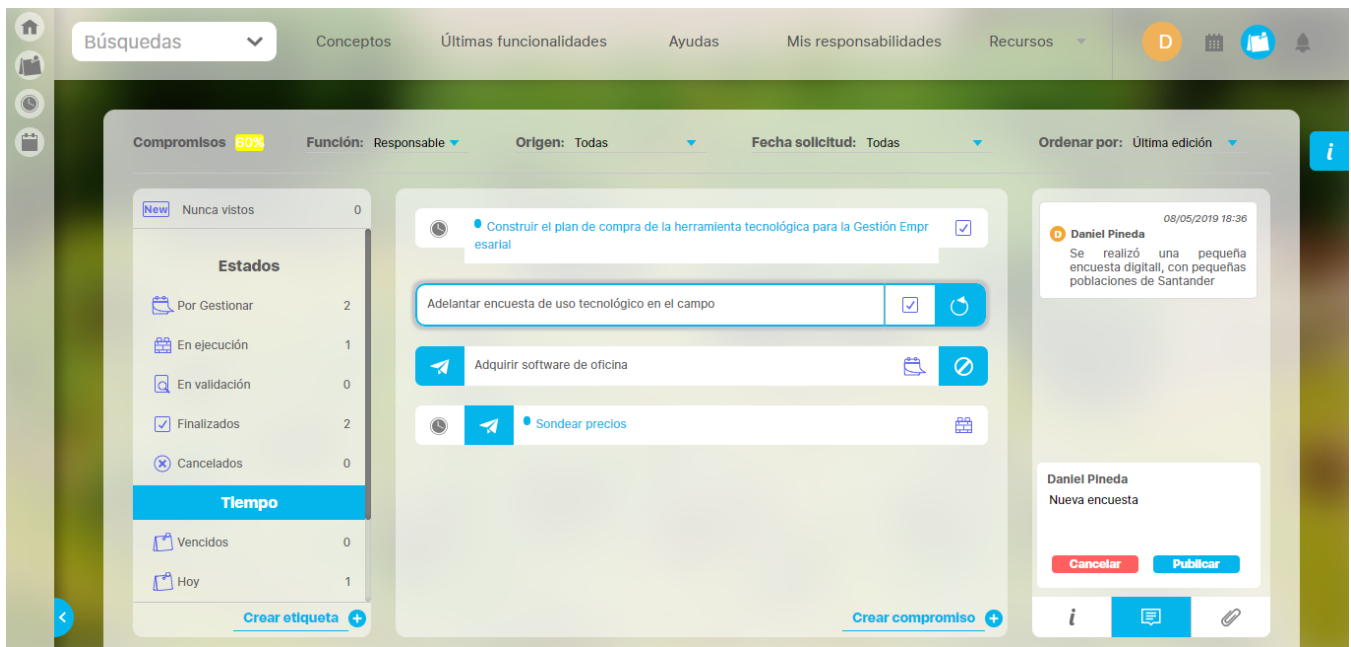 Búsquedas
Conceptos
Últimas funcionalidades
Ayudas
Mis responsabilidades
Recursos
D
Compromisos 60%
Función: Responsable
Origen: Todas
Fecha solicitud: Todas
Ordenar por: Última edición
i
New Nunca vistos 0
Estados
Por Gestionar 2
En ejecución 1
En validación 0
Finalizados 2
Cancelados 0
Tiempo
Vencidos 0
Hoy 1
Crear etiqueta
Construir el plan de compra de la herramienta tecnológica para la Gestión Empr
esarial
Adelantar encuesta de uso tecnológico en el campo
Adquirir software de oficina
Sondear precios
Crear compromiso
08/05/2019 18:36
D Daniel Pineda
Se realizó una pequeña
encuesta digitall, con pequeñas
poblaciones de Santander
Daniel Pineda
Nueva encuesta
Cancelar
Publicar
i